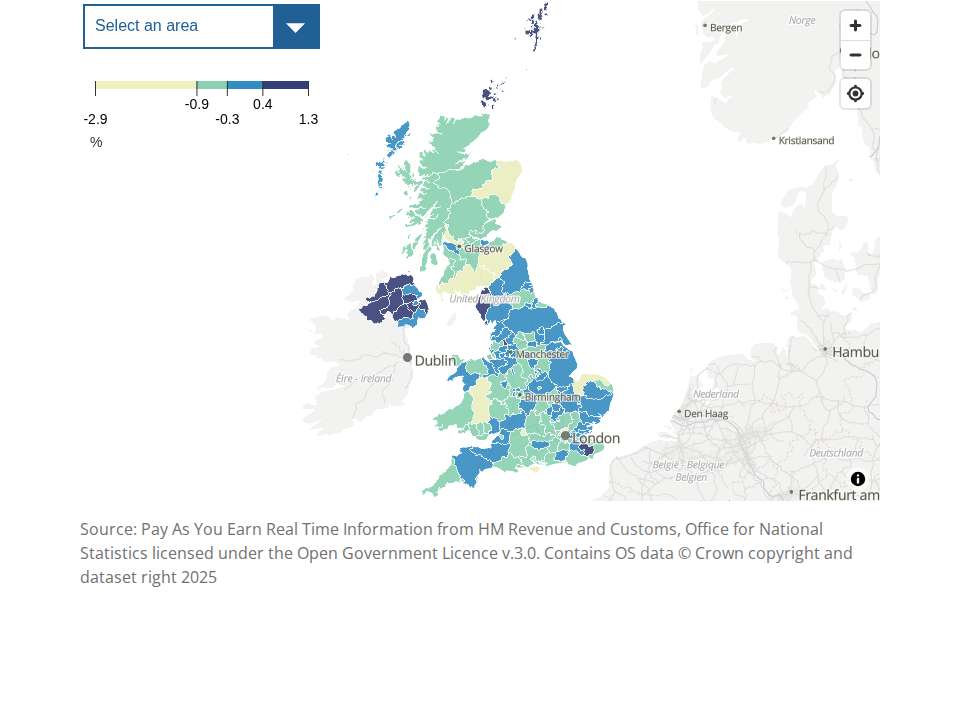 Select an area
-2.9
-0.9
-0.3
0.4
1.3
%
Norge
Bergen
Kristiansand
Glasgow
United Kingdom
Dublin
Manchester
Hambu
Éire - Ireland
Birmingham
Nederland
Den Haag
London
Deutschland
België - Belgique
Belgien
Frankfurt am
Source: Pay As You Earn Real Time Information from HM Revenue and Customs, Office for National
Statistics licensed under the Open Government Licence v.3.0. Contains OS data © Crown copyright and
dataset right 2025